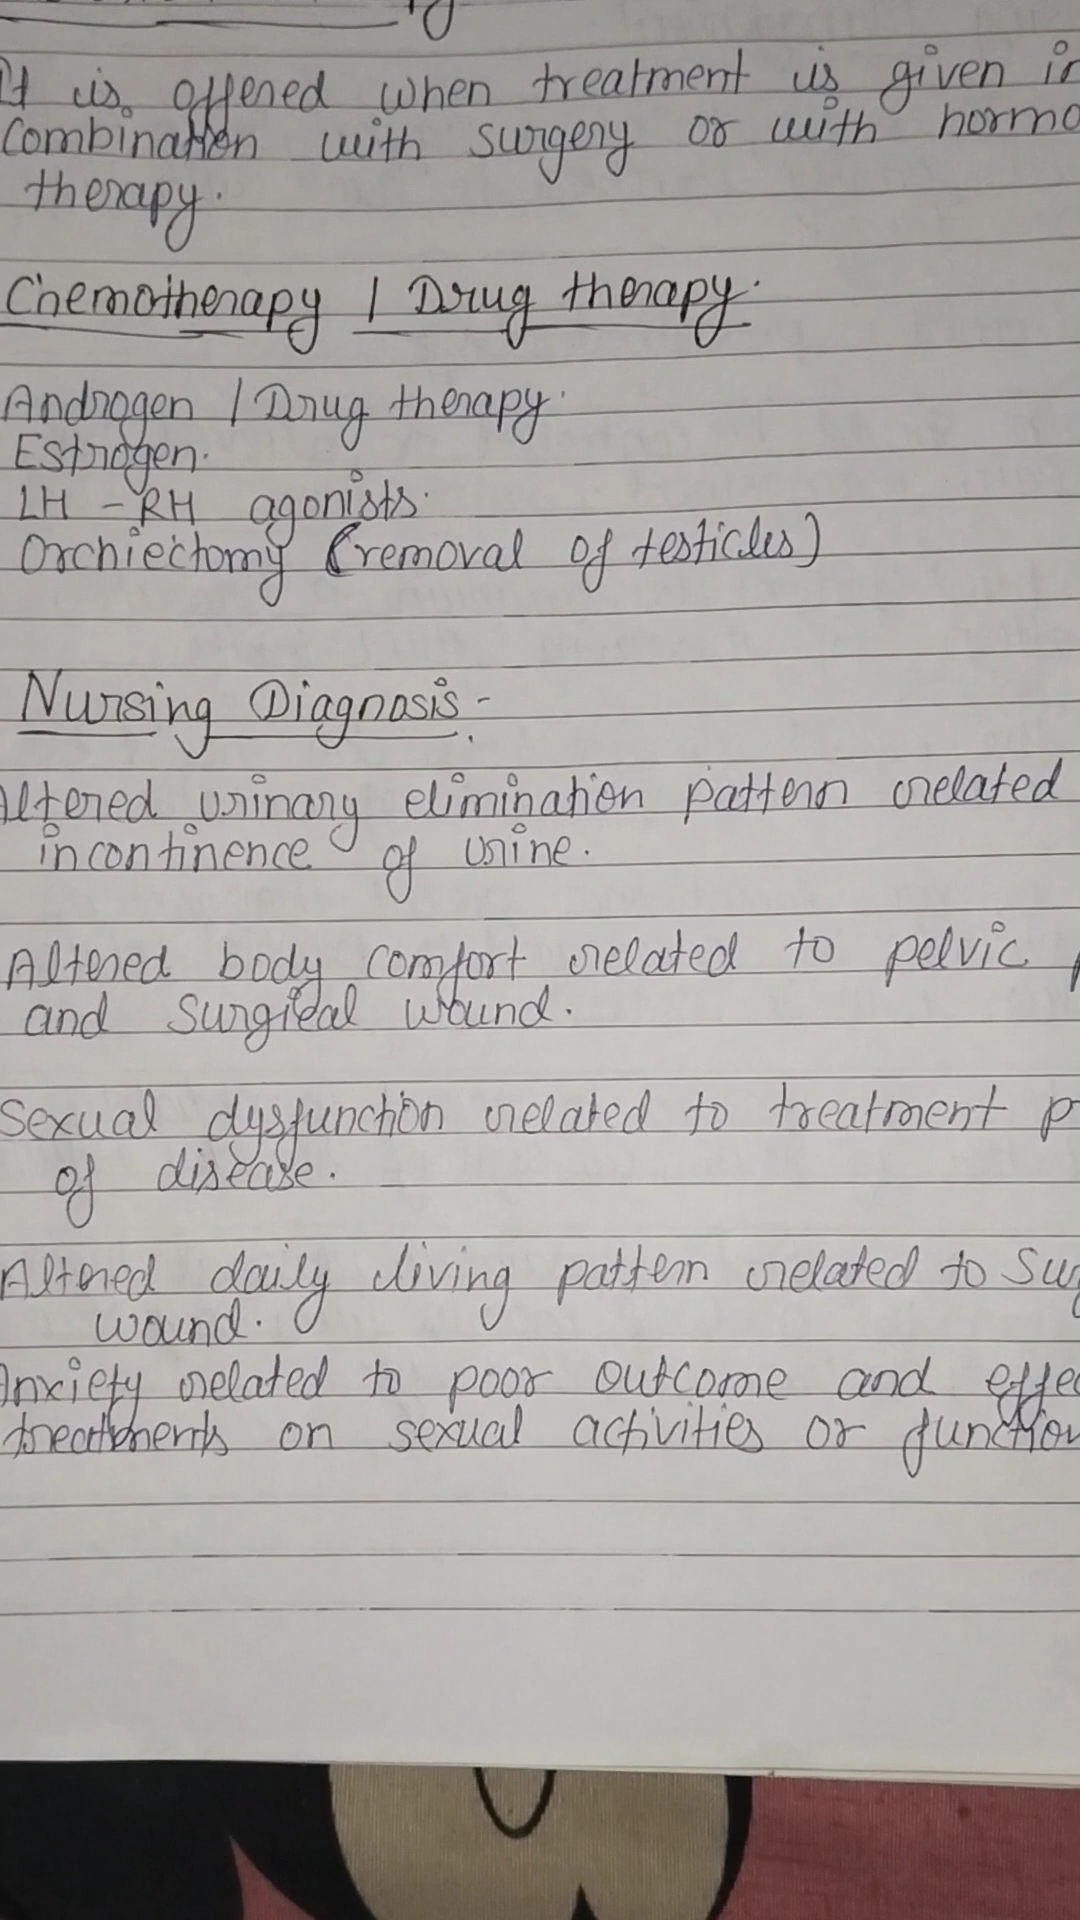 It is offered when treatment is given in
combination with surgery or with hormo
therapy.
Chemotherapy / Drug therapy.
Androgen / Drug therapy.
Estrogen.
LH - RH agonists.
Orchiectomy (removal of testicles)
Nursing Diagnosis -
Altered urinary elimination pattern related
incontinence of urine.
Altered body comfort related to pelvic p
and surgical wound.
Sexual dysfunction related to treatment p
of disease.
Altered daily living pattern related to Surg
wound.
Anxiety related to poor outcome and effec
treatments on sexual activities or function